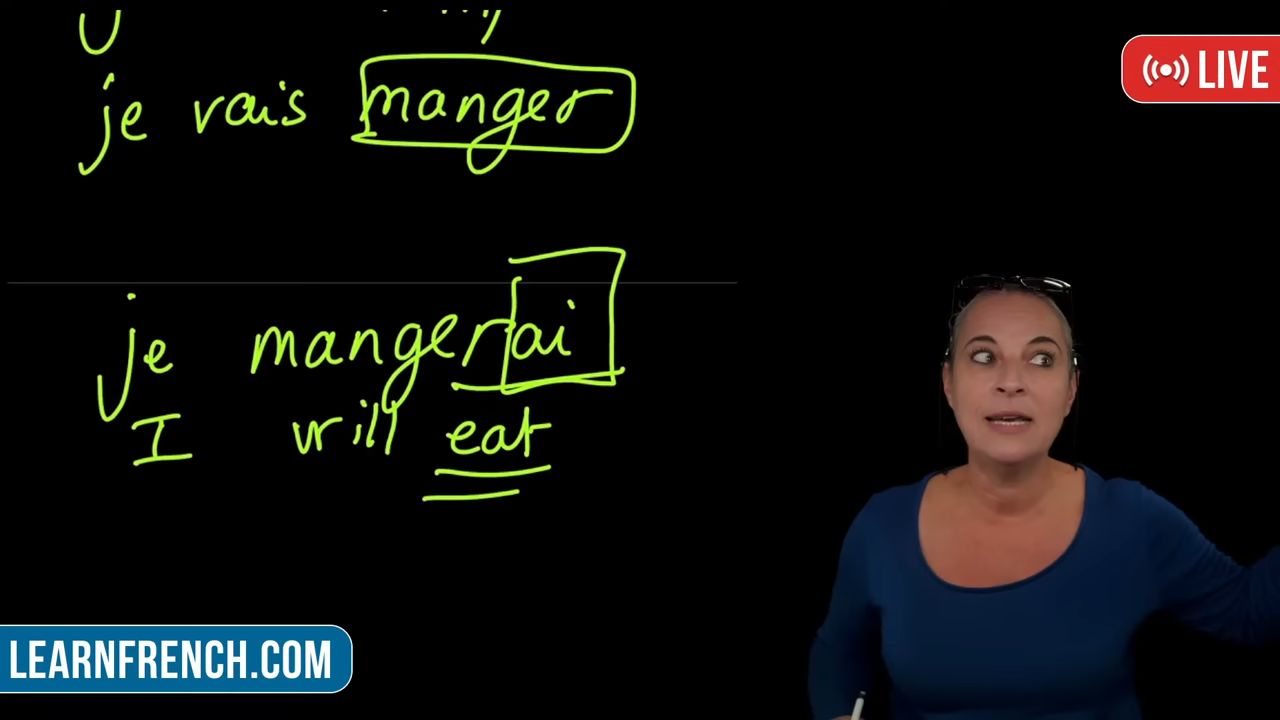 LIVE
je vais manger
je mangerai
I will eat
LEARNFRENCH.COM